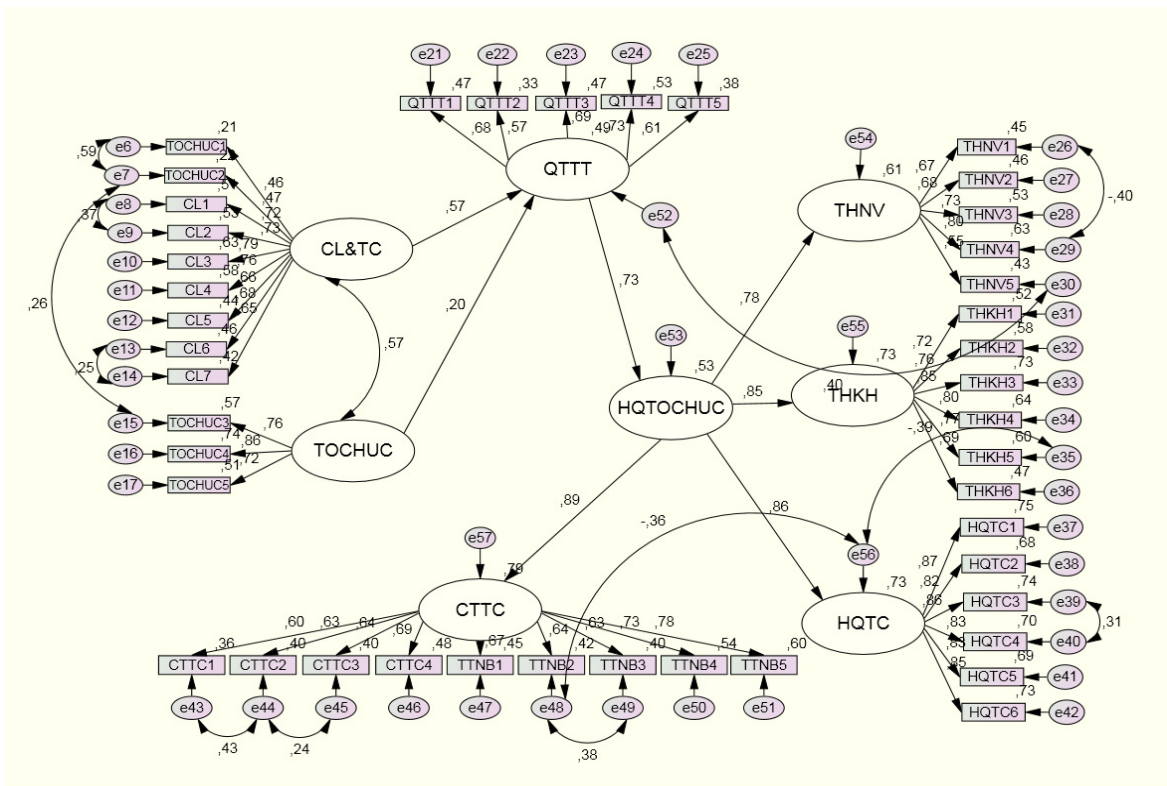 e21 e22 e23 e24 e25
,47 ,33 ,47 ,53 ,38
QTTT1 QTTT2 QTTT3 QTTT4 QTTT5
,68 ,57 ,69 ,49 ,73 ,61
QTTT
e52
e6 TOCHUC1 ,21
,59
e7 TOCHUC2
e8 CL1
,37
e9 CL2 ,53
e10 CL3 ,63
e11 CL4 ,58
e12 CL5 ,44
e13 CL6 ,46
,25
e14 CL7 ,42
,46
,47
,72
,73
,79
,76
,66
,68
,65
CL&TC
,57
,26
,57
,20
e15 TOCHUC3 ,57 ,76
e16 TOCHUC4 ,74 ,86
e17 TOCHUC5 ,51 ,72
TOCHUC
,73
e53
,53
HQTOCHUC
,78
,85
,89
,86
e54
,61
THNV
,67
,68
,73
,80
THNV1 ,45 e26
THNV2 ,46 e27
THNV3 ,53 e28
THNV4 ,63 e29
THNV5 ,43 e30
-,40
e55
,73
,40
THKH
,72
,76
,85
,80
,69
-,39
THKH1 ,52 e31
THKH2 ,58 e32
THKH3 ,73 e33
THKH4 ,64 e34
THKH5 ,60 e35
THKH6 ,47 e36
e56
-,36
,73
HQTC
,87
,82
,86
,83
,83
,85
HQTC1 ,75 e37
HQTC2 ,68 e38
HQTC3 ,74 e39
HQTC4 ,70 e40
HQTC5 ,69 e41
HQTC6 ,73 e42
,31
e57
,79
CTTC
,60 ,63 ,64 ,69 ,67 ,64 ,63 ,73 ,78
,36 ,40 ,40 ,48 ,45 ,42 ,40 ,54 ,60
CTTC1 CTTC2 CTTC3 CTTC4 TTNB1 TTNB2 TTNB3 TTNB4 TTNB5
e43 e44 e45 e46 e47 e48 e49 e50 e51
,43 ,24 ,38